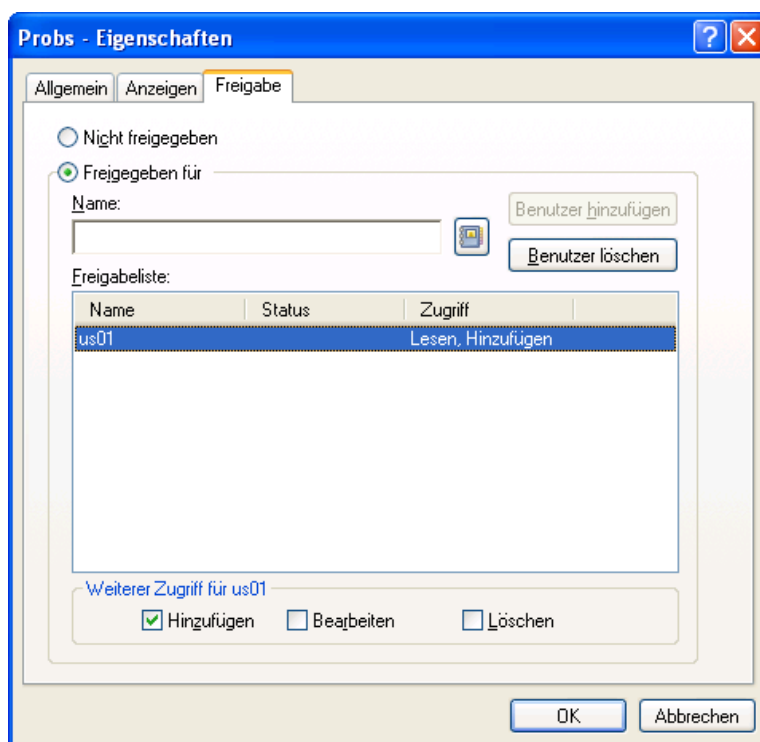 Probs - Eigenschaften
Allgemein Anzeigen Freigabe
Nicht freigegeben
Freigegeben für
Name:
Benutzer hinzufügen
Benutzer löschen
Freigabeliste:
Name Status Zugriff
us01 Lesen, Hinzufügen
Weiterer Zugriff für us01
Hinzufügen Bearbeiten Löschen
OK Abbrechen